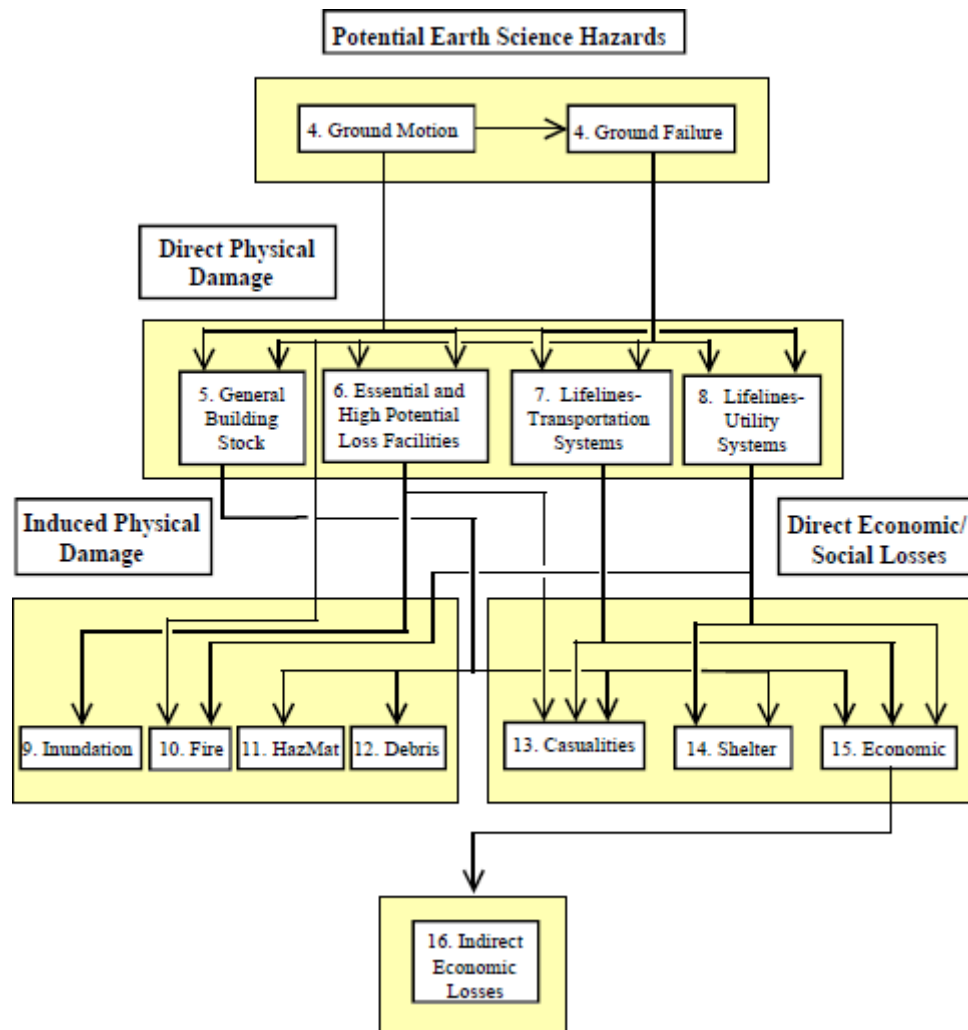 Potential Earth Science Hazards
4. Ground Motion
4. Ground Failure
Direct Physical
Damage
5. General
Building
Stock
6. Essential and
High Potential
Loss Facilities
7. Lifelines-
Transportation
Systems
8. Lifelines-
Utility
Systems
Induced Physical
Damage
Direct Economic/
Social Losses
9. Inundation
10. Fire
11. HazMat
12. Debris
13. Casualities
14. Shelter
15. Economic
16. Indirect
Economic
Losses